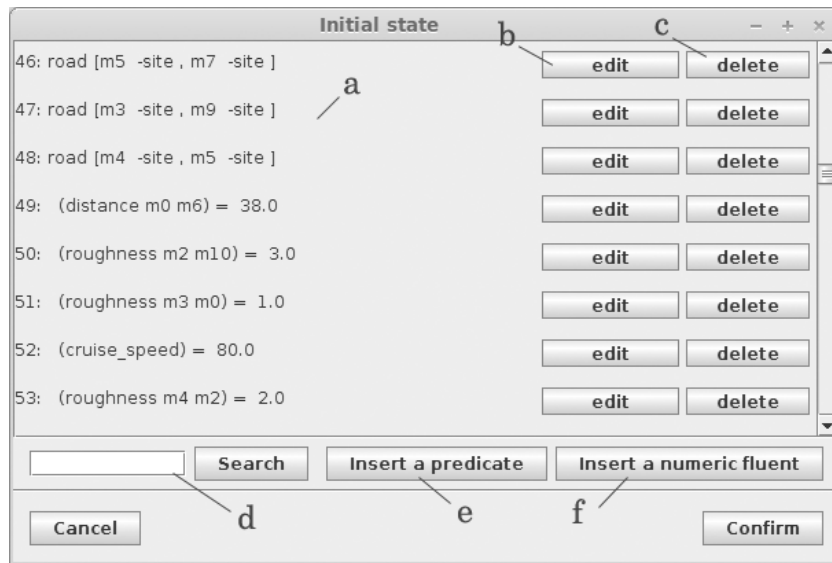 Initial state
b
c
46: road [m5 -site , m7 -site ]
edit
delete
a
47: road [m3 -site , m9 -site ]
edit
delete
48: road [m4 -site , m5 -site ]
edit
delete
49: (distance m0 m6) = 38.0
edit
delete
50: (roughness m2 m10) = 3.0
edit
delete
51: (roughness m3 m0) = 1.0
edit
delete
52: (cruise_speed) = 80.0
edit
delete
53: (roughness m4 m2) = 2.0
edit
delete
Search
Insert a predicate
Insert a numeric fluent
d
e
f
Cancel
Confirm